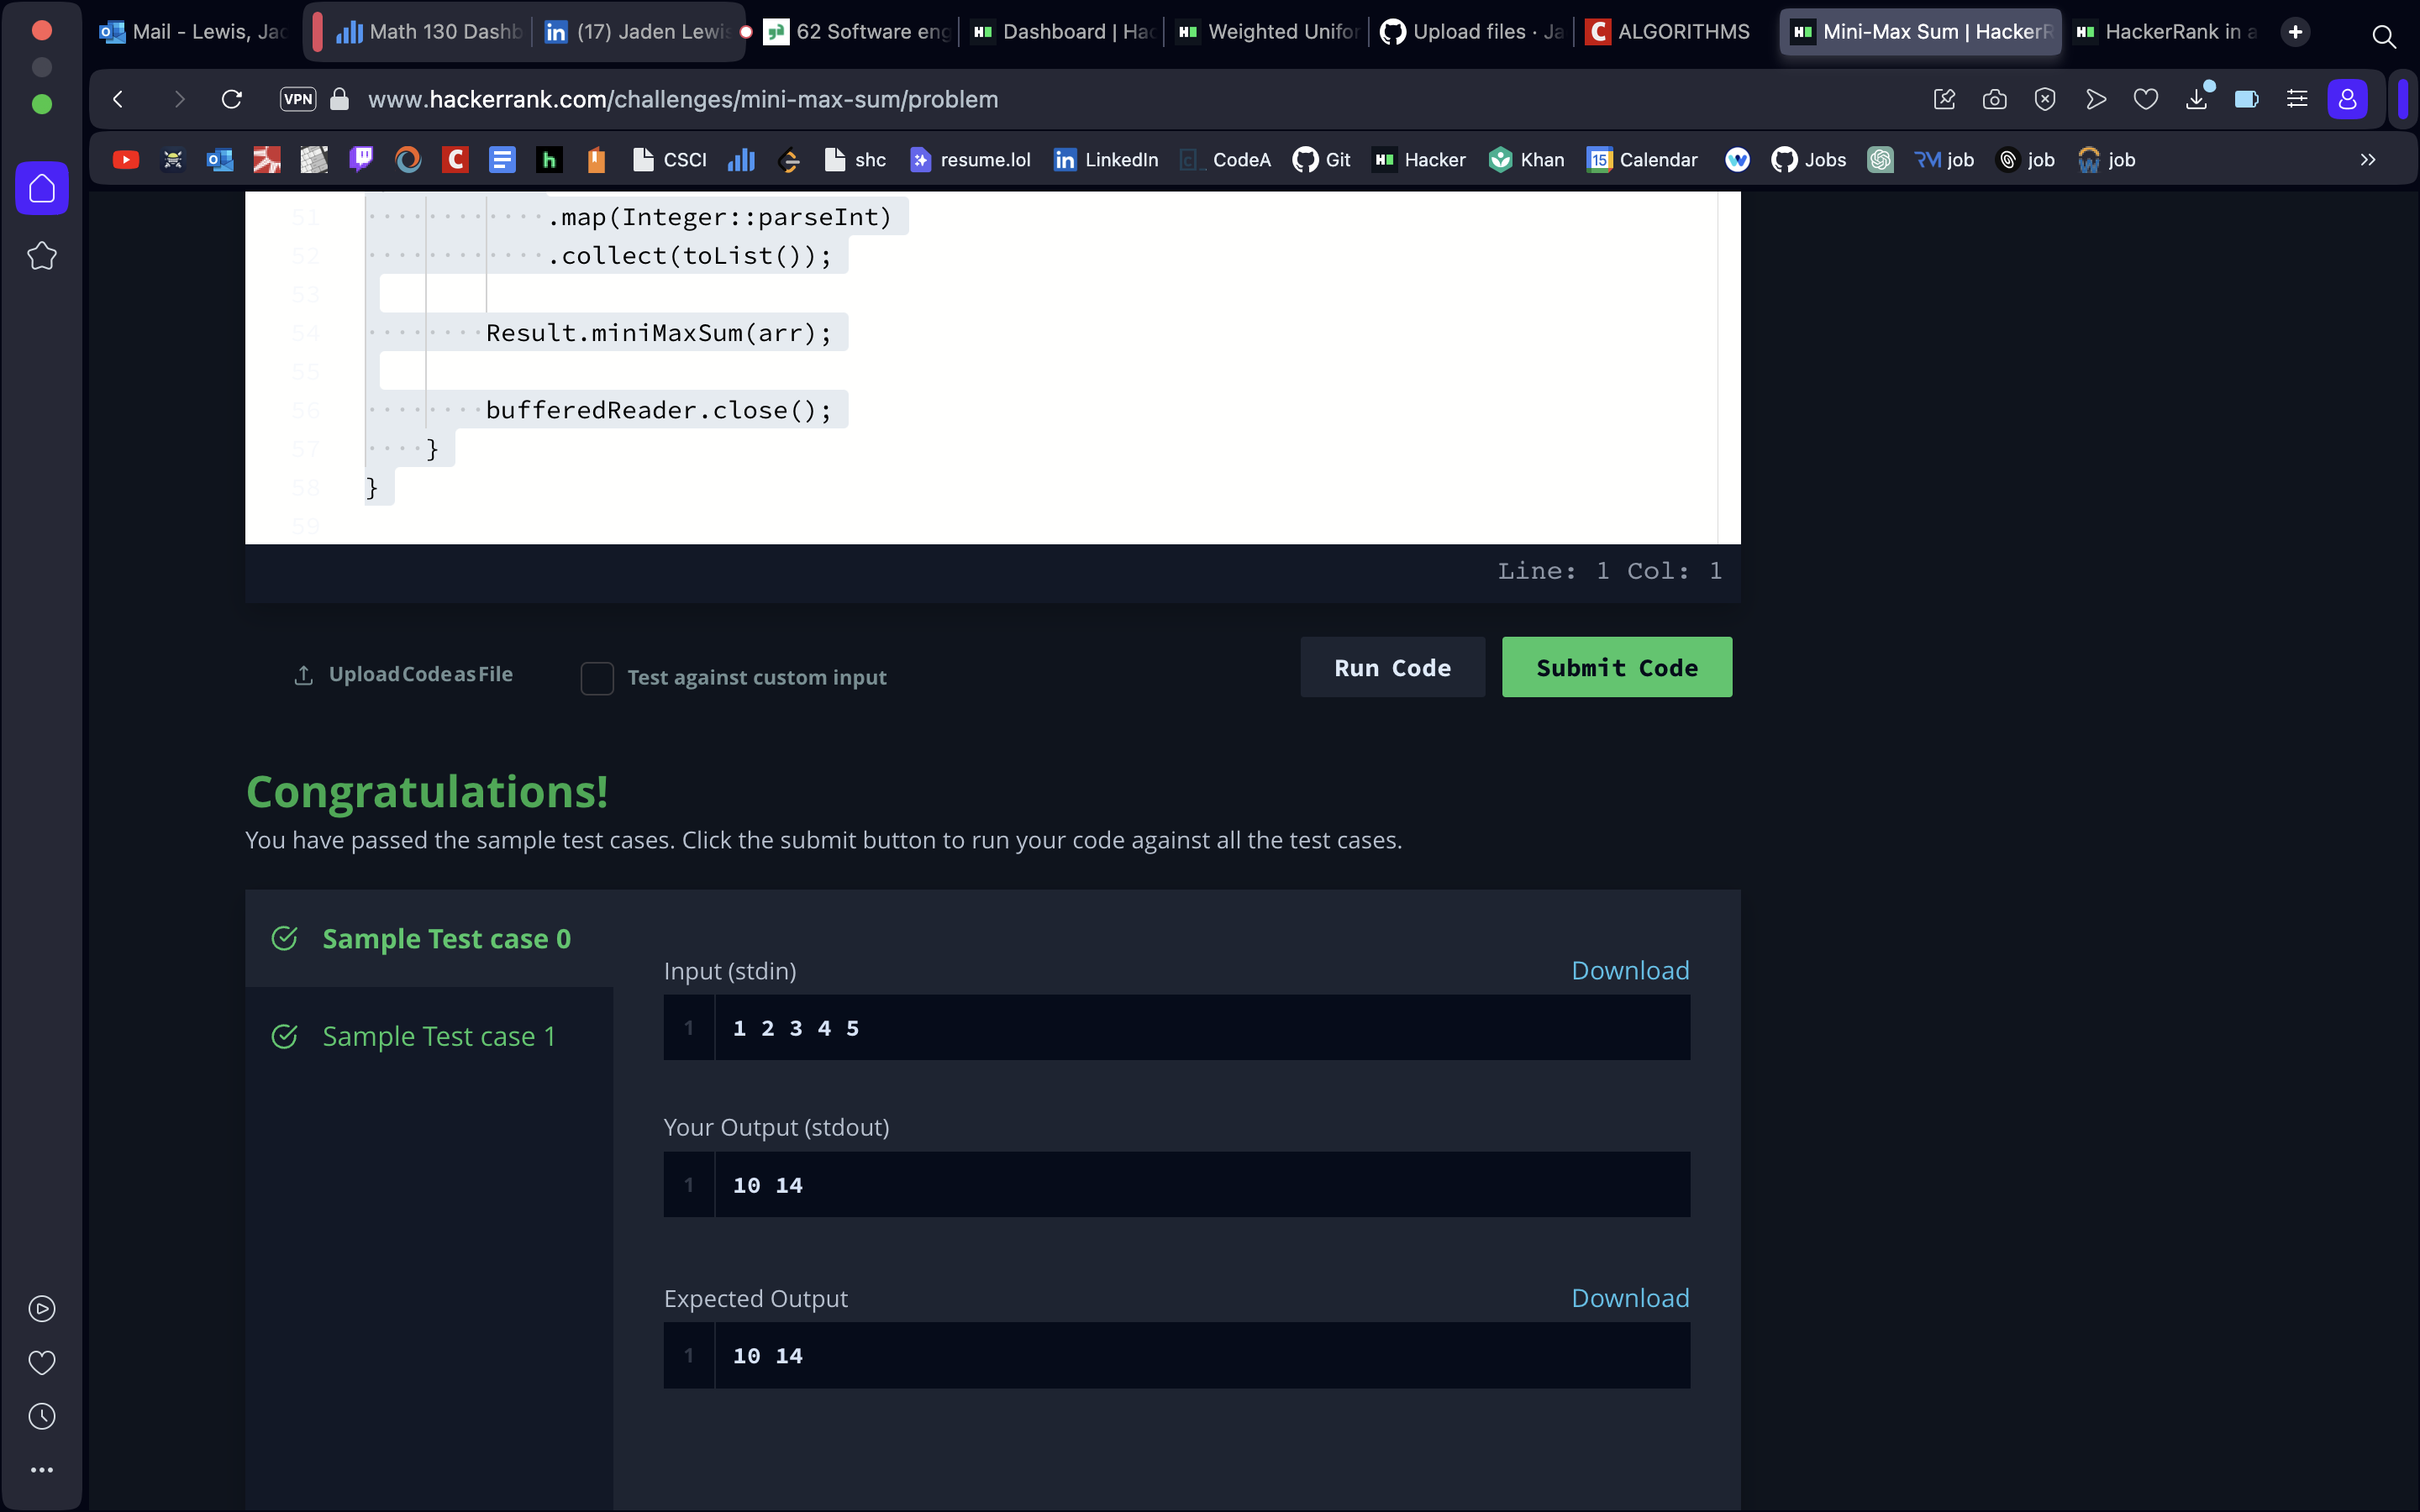 Mail - Lewis, Jac
Math 130 Dashb
(17) Jaden Lewis
62 Software eng
Dashboard | Hac
Weighted Unifor
Upload files · Ja
ALGORITHMS
Mini-Max Sum | HackerR
HackerRank in a
VPN
www.hackerrank.com/challenges/mini-max-sum/problem
CSCI
shc
resume.lol
LinkedIn
CodeA
Git
Hacker
Khan
15
Calendar
Jobs
job
job
job
51 .map(Integer::parseInt)
52 .collect(toList());
53
54 Result.miniMaxSum(arr);
55
56 bufferedReader.close();
57 }
58 }
59
Line: 1 Col: 1
Upload Code as File
Test against custom input
Run Code
Submit Code
Congratulations!
You have passed the sample test cases. Click the submit button to run your code against all the test cases.
Sample Test case 0
Sample Test case 1
Input (stdin)
Download
1 1 2 3 4 5
Your Output (stdout)
1 10 14
Expected Output
Download
1 10 14